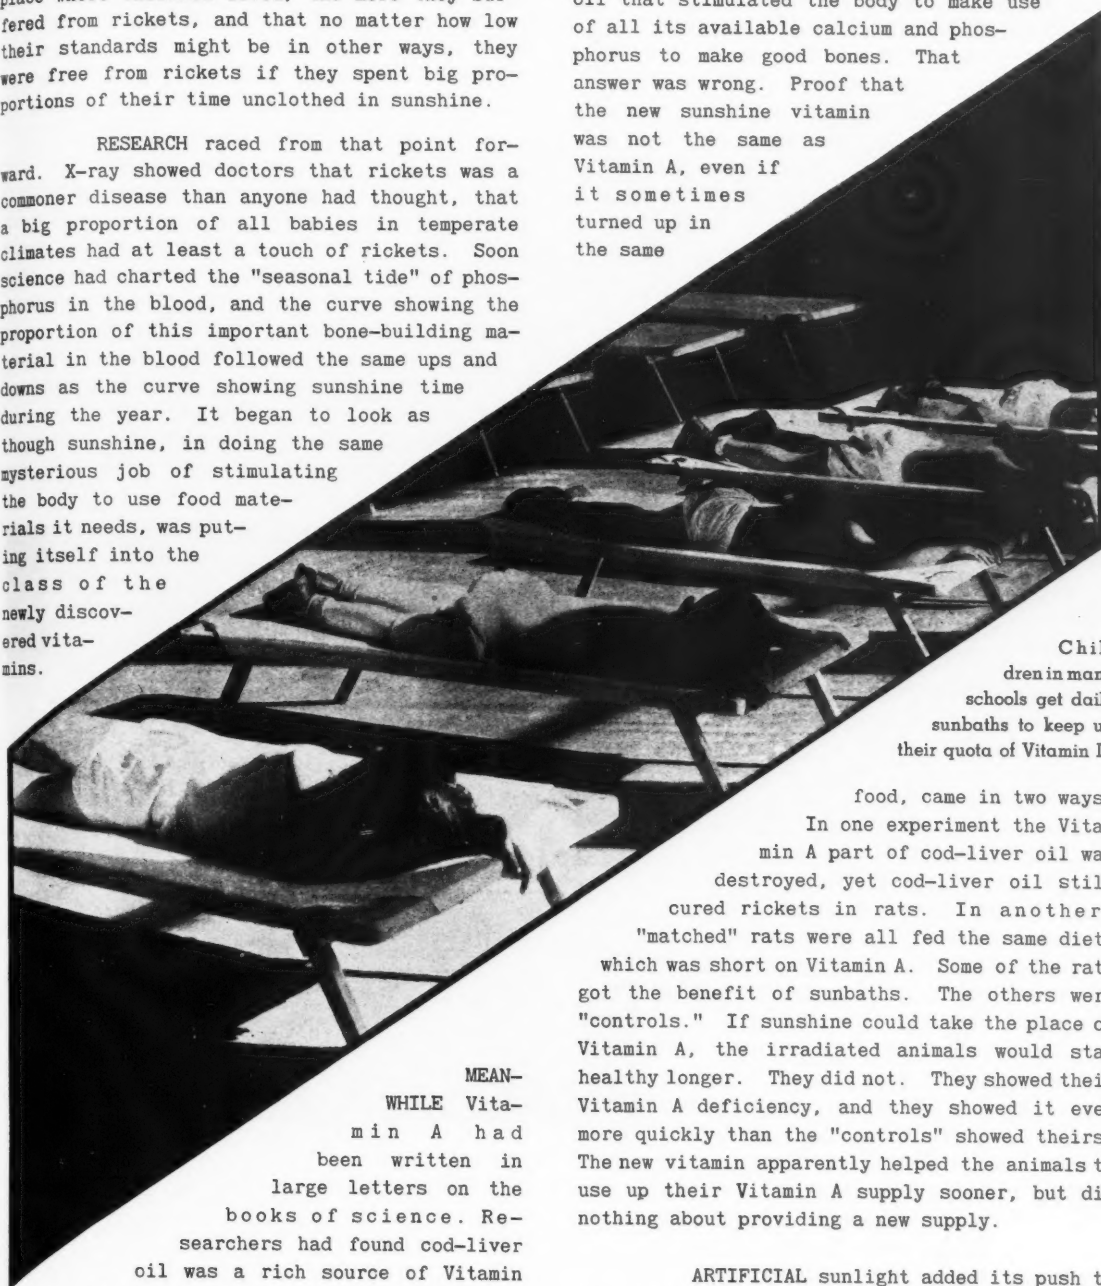 fered from rickets, and that no matter how low
their standards might be in other ways, they
were free from rickets if they spent big pro-
portions of their time unclothed in sunshine.
RESEARCH raced from that point for-
ward. X-ray showed doctors that rickets was a
commoner disease than anyone had thought, that
a big proportion of all babies in temperate
climates had at least a touch of rickets. Soon
science had charted the "seasonal tide" of phos-
phorus in the blood, and the curve showing the
proportion of this important bone-building ma-
terial in the blood followed the same ups and
downs as the curve showing sunshine time
during the year. It began to look as
though sunshine, in doing the same
mysterious job of stimulating
the body to use food mate-
rials it needs, was put-
ing itself into the
class of the
newly discov-
ered vita-
mins.
MEAN-
WHILE Vita-
min A had
been written in
large letters on the
books of science. Re-
searchers had found cod-liver
oil was a rich source of Vitamin
oil that stimulated the body to make use
of all its available calcium and phos-
phorus to make good bones. That
answer was wrong. Proof that
the new sunshine vitamin
was not the same as
Vitamin A, even if
it sometimes
turned up in
the same
Chil
dren in man
schools get dail
sunbaths to keep u
their quota of Vitamin D
food, came in two ways
In one experiment the Vita
min A part of cod-liver oil wa
destroyed, yet cod-liver oil stil
cured rickets in rats. In another
"matched" rats were all fed the same diet
which was short on Vitamin A. Some of the rat
got the benefit of sunbaths. The others wer
"controls." If sunshine could take the place o
Vitamin A, the irradiated animals would sta
healthy longer. They did not. They showed thei
Vitamin A deficiency, and they showed it eve
more quickly than the "controls" showed theirs
The new vitamin apparently helped the animals t
use up their Vitamin A supply sooner, but di
nothing about providing a new supply.
ARTIFICIAL sunlight added its push t